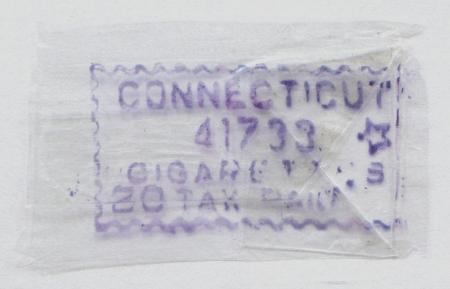 CONNECTICUT
41733
CIGARETTES
20 TAX PAID